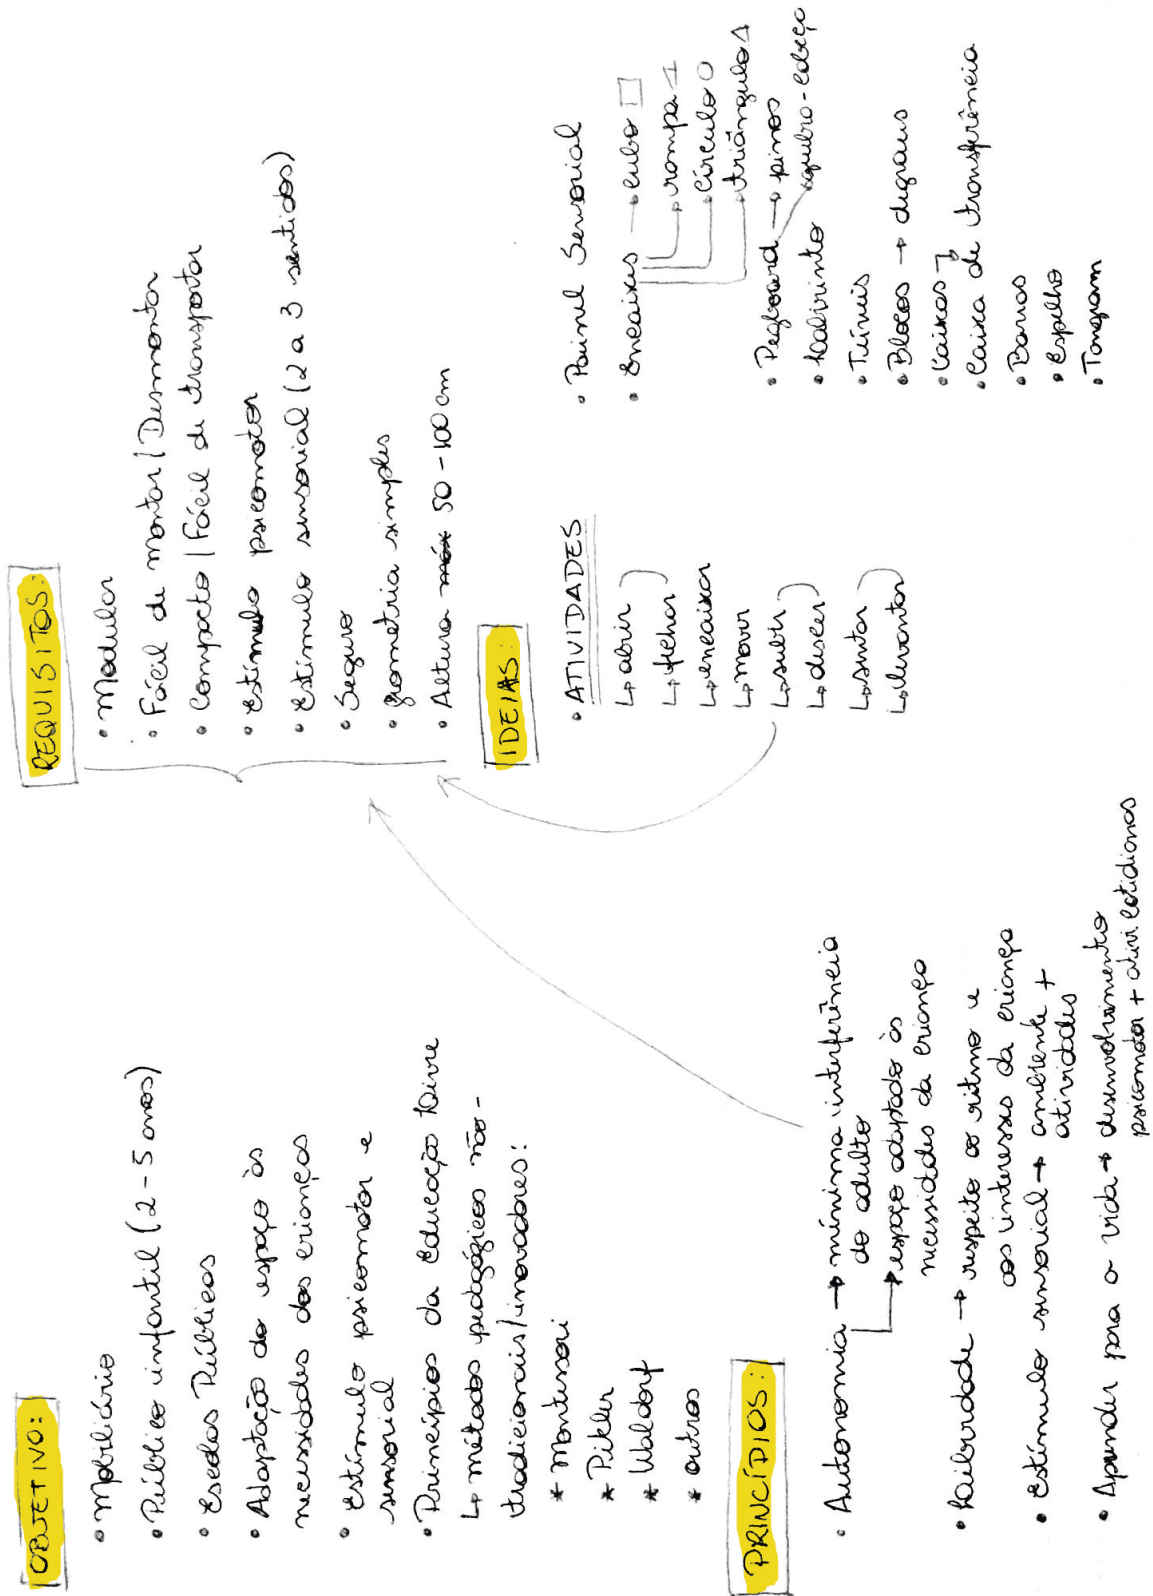 OBJETIVO:
• Mobiliário
• Público infantil (2-5 anos)
• Escolas Públicas
• Adaptação do espaço às
necessidades das crianças
• Estímulo psicomotor e
sensorial
• Princípios da Educação Livre
↳ métodos pedagógicos não-
tradicionais/inovadores:
* Montessori
* Pikler
* Waldorf
* outros
PRINCÍDIOS:
• Autonomia → mínima interferência
do adulto
→ espaço adaptado às
necessidades da criança
• Liberdade → respeito ao ritmo e
aos interesses da criança
• Estímulo sensorial → ambiente +
atividades
• Aprender para a vida → desenvolvimento
psicomotor + ativi cotidianas
REQUISITOS:
• Modular
• Fácil de montar/Desmontar
• Compacto/Fácil de transportar
• Estímulo psicomotor
• Estímulo sensorial (2 a 3 sentidos)
• Seguro
• Geometria simples
• Altura máx 50-100 cm
IDEIAS:
• ATIVIDADES
↳ abrir
↳ fechar
↳ encaixar
↳ mover
↳ subir
↳ descer
↳ sentar
↳ levantar
• Painel Sensorial
• Encaixes → cubo
→ rampa
→ círculo
→ triângulo
• Pegboard → pinos
• Labirinto quebra-cabeça
• Túneis
• Blocos → degraus
• Caixas
• Caixa de transferência
• Barras
• Espelho
• Tangram